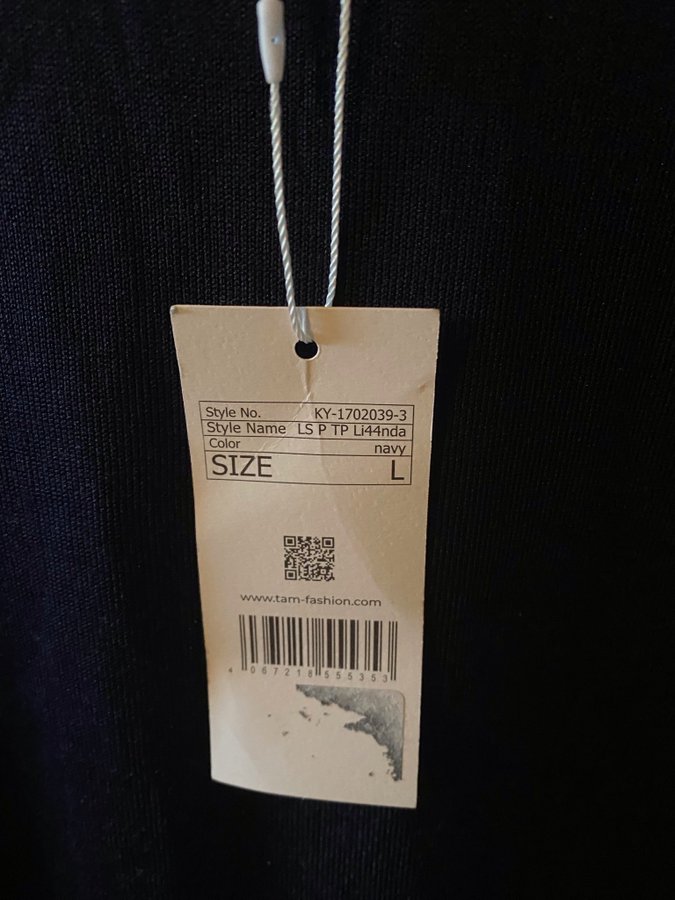 Style No. KY-1702039-3
Style Name LS P TP Li44nda
Color navy
SIZE L
www.tam-fashion.com
4 067218 555353